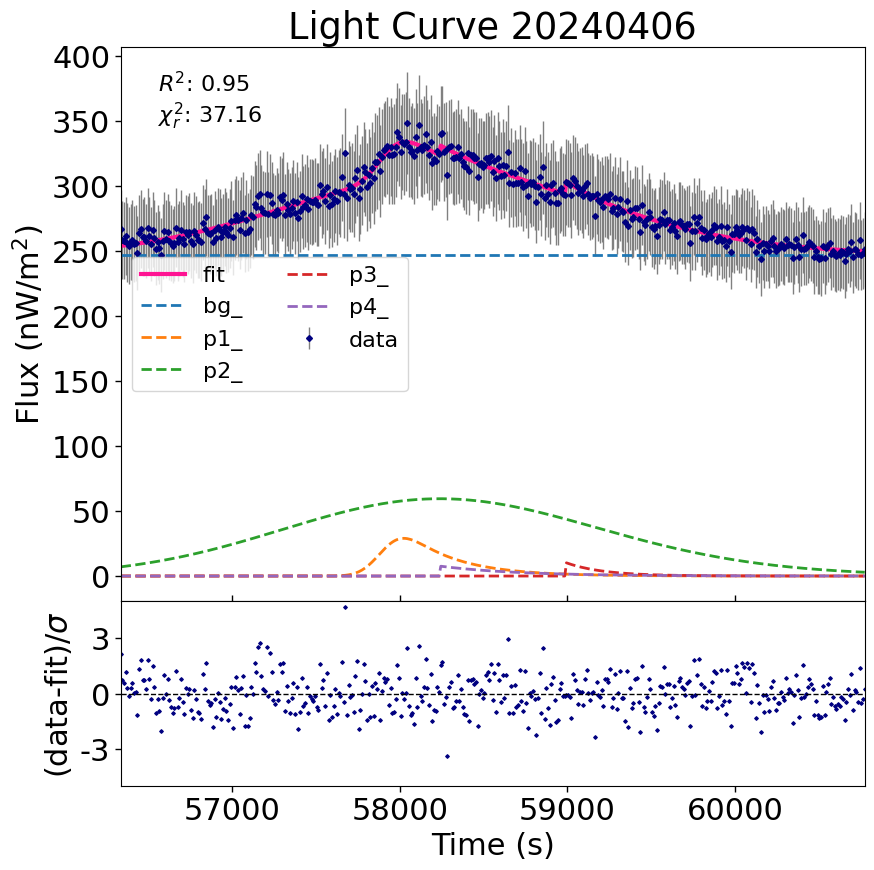 Light Curve 20240406
R²: 0.95
χ²ᵣ: 37.16
Flux (nW/m²)
400
350
300
250
200
150
100
50
0
fit
bg_
p1_
p2_
p3_
p4_
data
(data-fit)/σ
3
0
-3
57000 58000 59000 60000
Time (s)